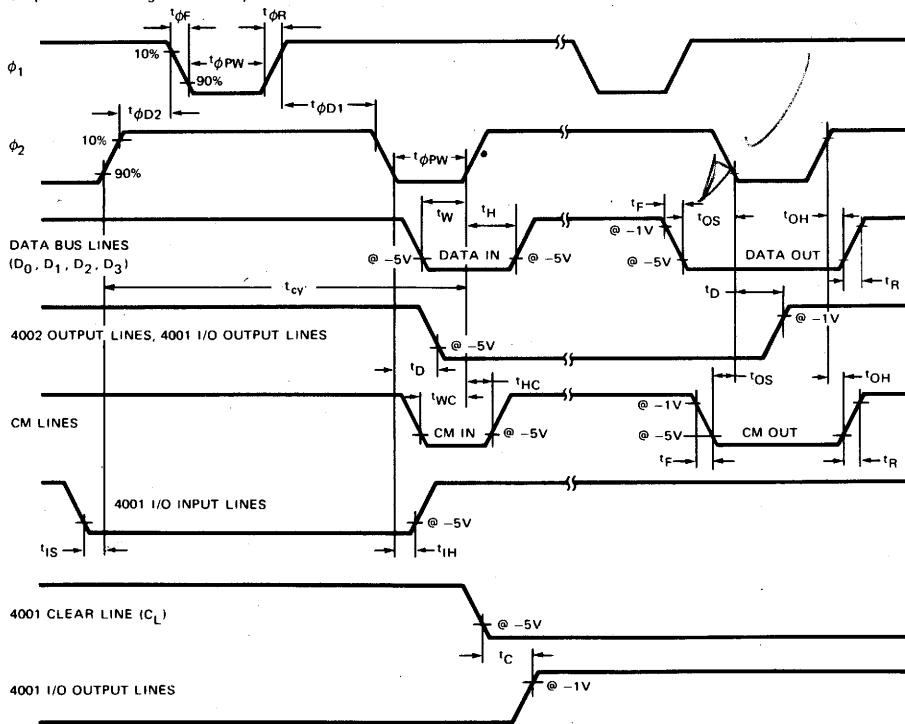 tφF tφR
φ1 10% tφPW 90%
tφD2 tφD1
φ2 10% 90% tφPW
tW tH tF tOS tOH
@ -1V
DATA BUS LINES (D0, D1, D2, D3) @ -5V DATA IN @ -5V @ -5V DATA OUT
tcy tD tR
4002 OUTPUT LINES, 4001 I/O OUTPUT LINES @ -5V @ -1V
tD tHC tOS tOH
tWC @ -1V
CM LINES CM IN @ -5V @ -5V CM OUT
tF tR
4001 I/O INPUT LINES
@ -5V
tIS tIH
4001 CLEAR LINE (CL) @ -5V
tC
4001 I/O OUTPUT LINES @ -1V